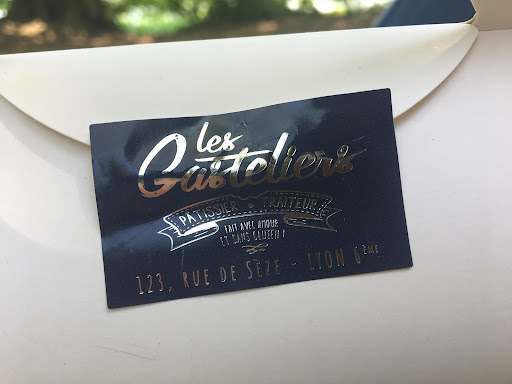 les
Gasteliers
PATISSIER • TRAITEUR
FAIT AVEC AMOUR
ET SANS GLUTEN !
123, RUE DE SÈZE - LYON 6ÈME